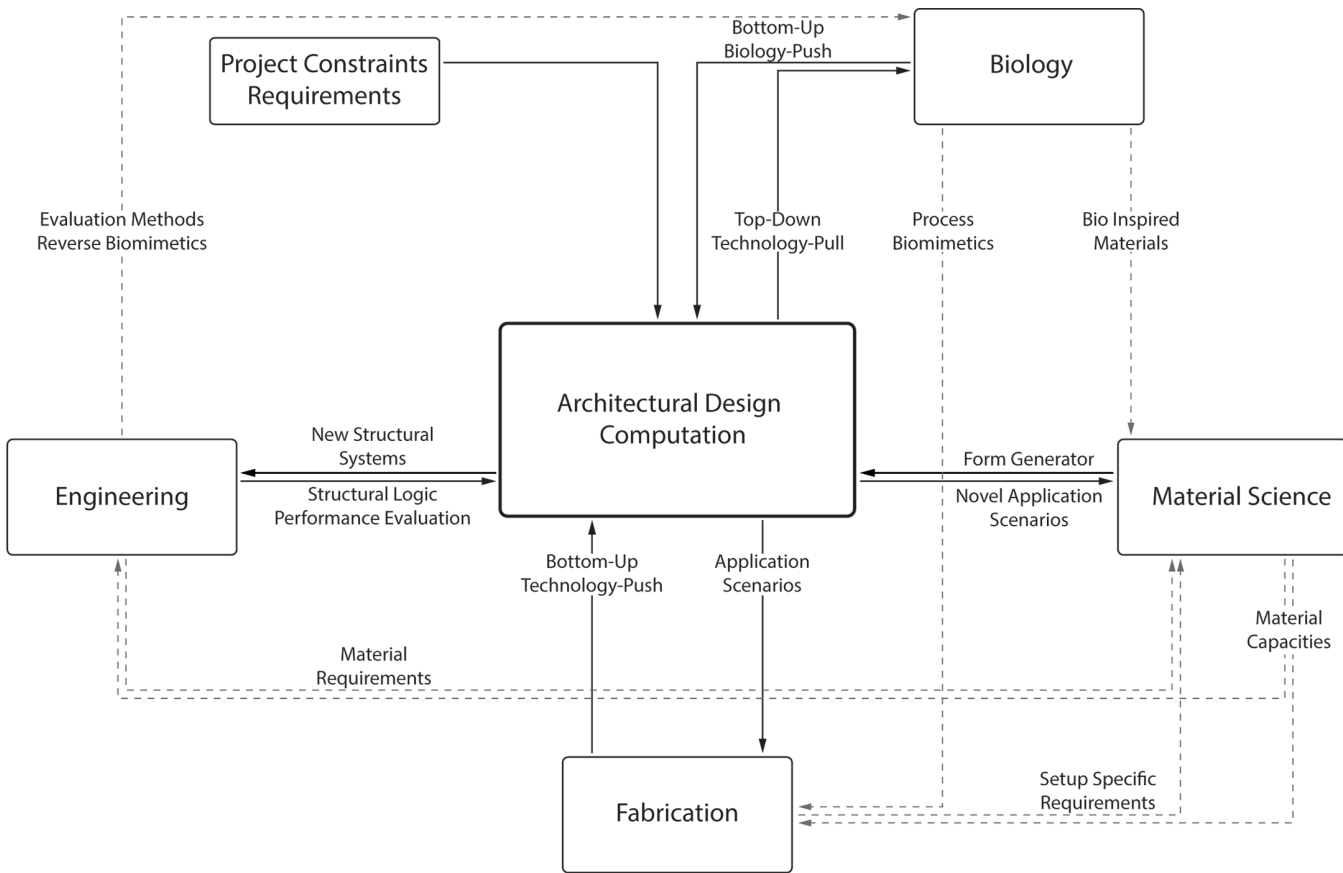 Bottom-Up
Biology-Push
Project Constraints
Requirements
Biology
Evaluation Methods
Reverse Biomimetics
Top-Down
Technology-Pull
Process
Biomimetics
Bio Inspired
Materials
Architectural Design
Computation
New Structural
Systems
Structural Logic
Performance Evaluation
Engineering
Form Generator
Novel Application
Scenarios
Material Science
Bottom-Up
Technology-Push
Application
Scenarios
Material
Capacities
Material
Requirements
Setup Specific
Requirements
Fabrication